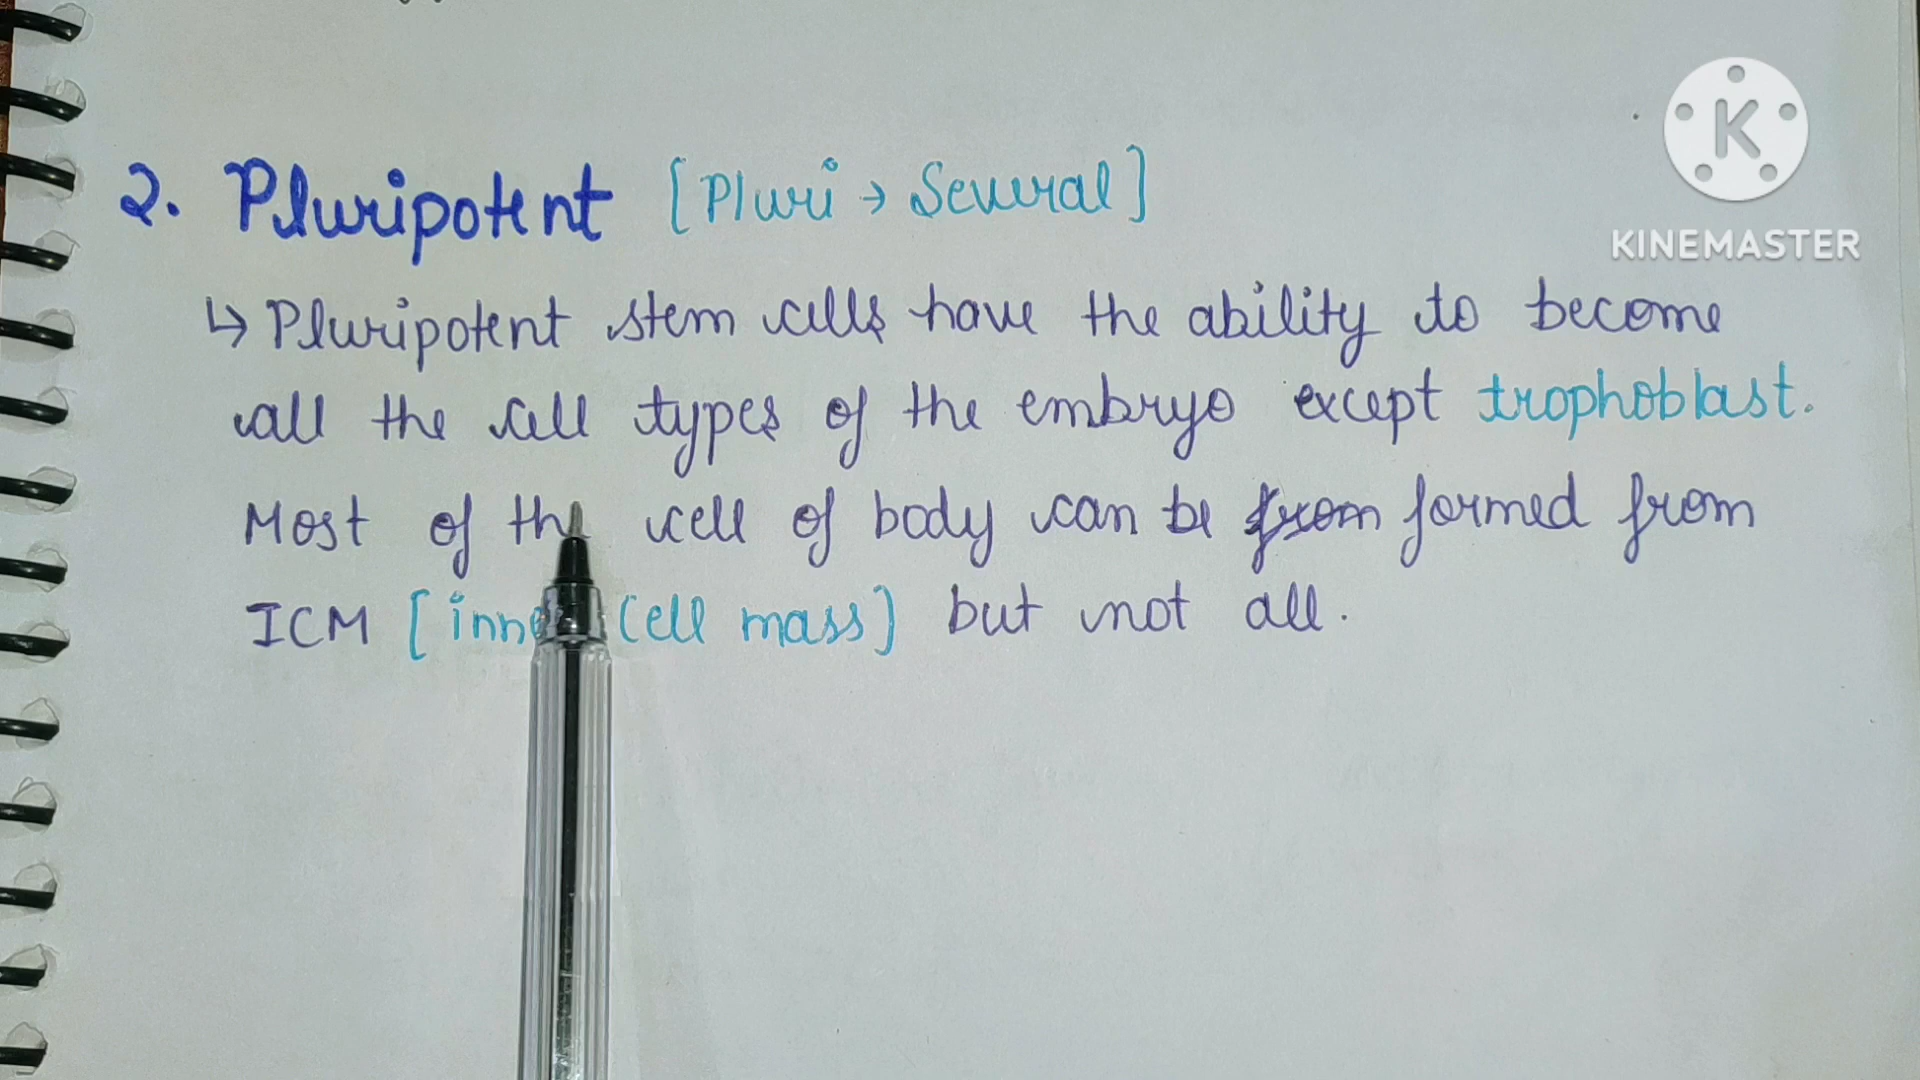 2. Pluripotent [Pluri → Several]
↳ Pluripotent stem cells have the ability to become
all the cell types of the embryo except trophoblast.
Most of the cell of body can be from formed from
ICM [inner Cell mass] but not all.
K
KINEMASTER